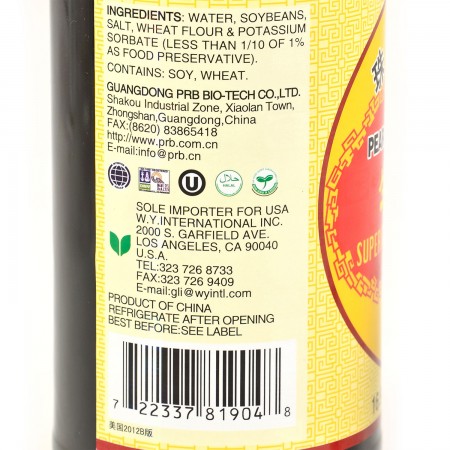 INGREDIENTS: WATER, SOYBEANS,
SALT, WHEAT FLOUR & POTASSIUM
SORBATE (LESS THAN 1/10 OF 1%
AS FOOD PRESERVATIVE).
CONTAINS: SOY, WHEAT.
GUANGDONG PRB BIO-TECH CO.,LTD.
Shakou Industrial Zone, Xiaolan Town,
Zhongshan,Guangdong,China
FAX:(8620) 83865418
http://www.prb.com.cn
E-mail:info@prb.cn
SOLE IMPORTER FOR USA
W.Y.INTERNATIONAL INC.
2000 S. GARFIELD AVE.
LOS ANGELES, CA 90040
U.S.A.
TEL:323 726 8733
FAX:323 726 9409
E-mail:gli@wyintl.com
PRODUCT OF CHINA
REFRIGERATE AFTER OPENING
BEST BEFORE:SEE LABEL
7 22337 81904 8
美国2012B版
PEA
SUPER